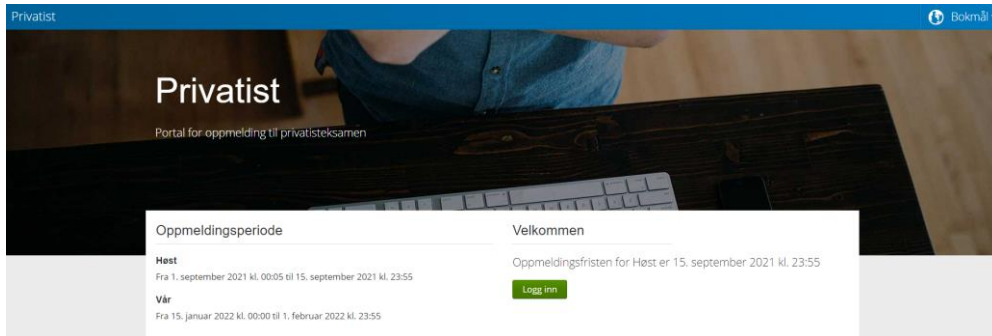 Privatist
Bokmål
Privatist
Portal for oppmelding til privatisteksamen
Oppmeldingsperiode
Høst
Fra 1. september 2021 kl. 00:05 til 15. september 2021 kl. 23:55
Vår
Fra 15. januar 2022 kl. 00:00 til 1. februar 2022 kl. 23:55
Velkommen
Oppmeldingsfristen for Høst er 15. september 2021 kl. 23:55
Logg inn